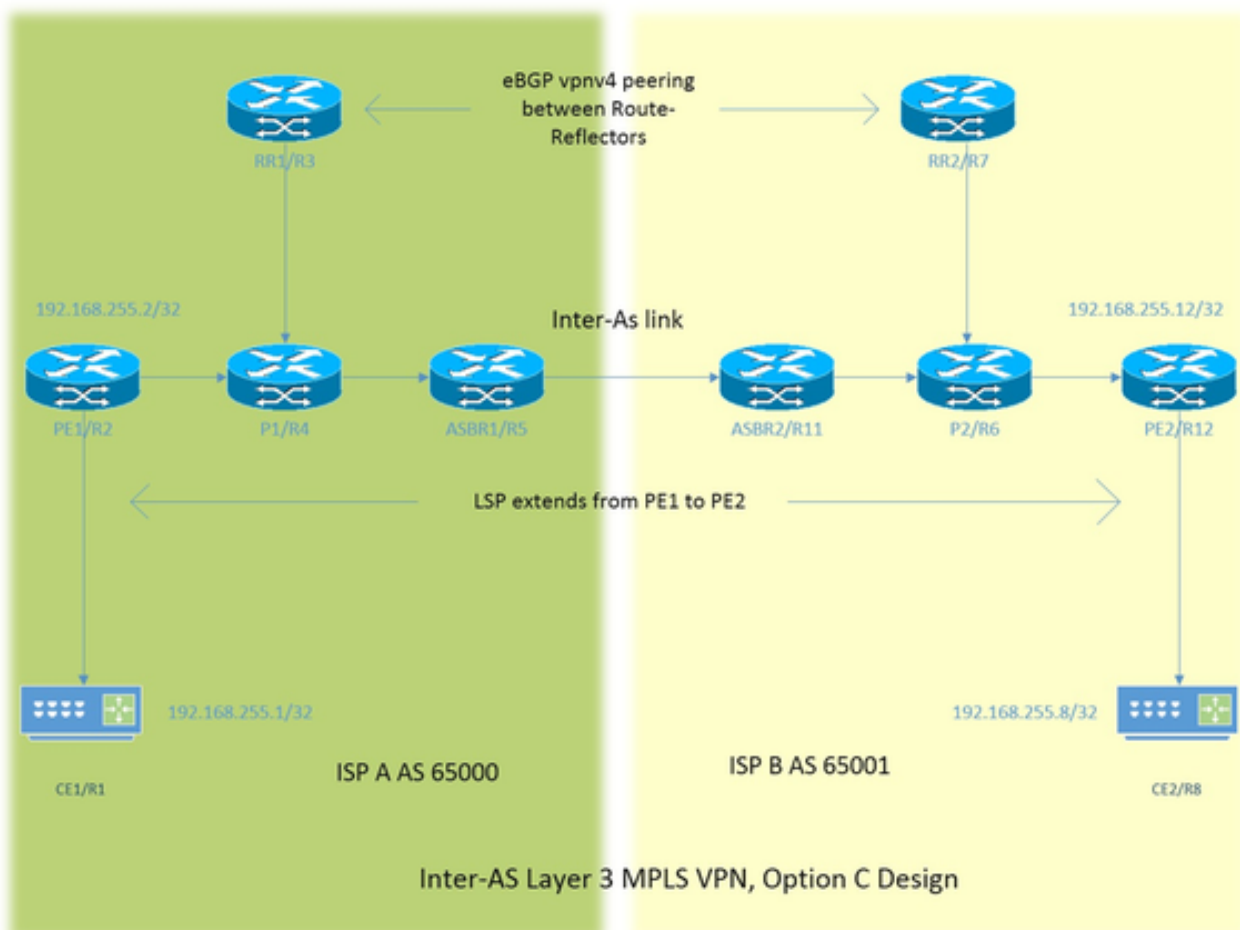 eBGP vpnv4 peering
between Route-
Reflectors
RR1/R3
RR2/R7
192.168.255.2/32
Inter-As link
192.168.255.12/32
PE1/R2
P1/R4
ASBR1/R5
ASBR2/R11
P2/R6
PE2/R12
LSP extends from PE1 to PE2
192.168.255.1/32
192.168.255.8/32
CE1/R1
ISP A AS 65000
ISP B AS 65001
CE2/R8
Inter-AS Layer 3 MPLS VPN, Option C Design